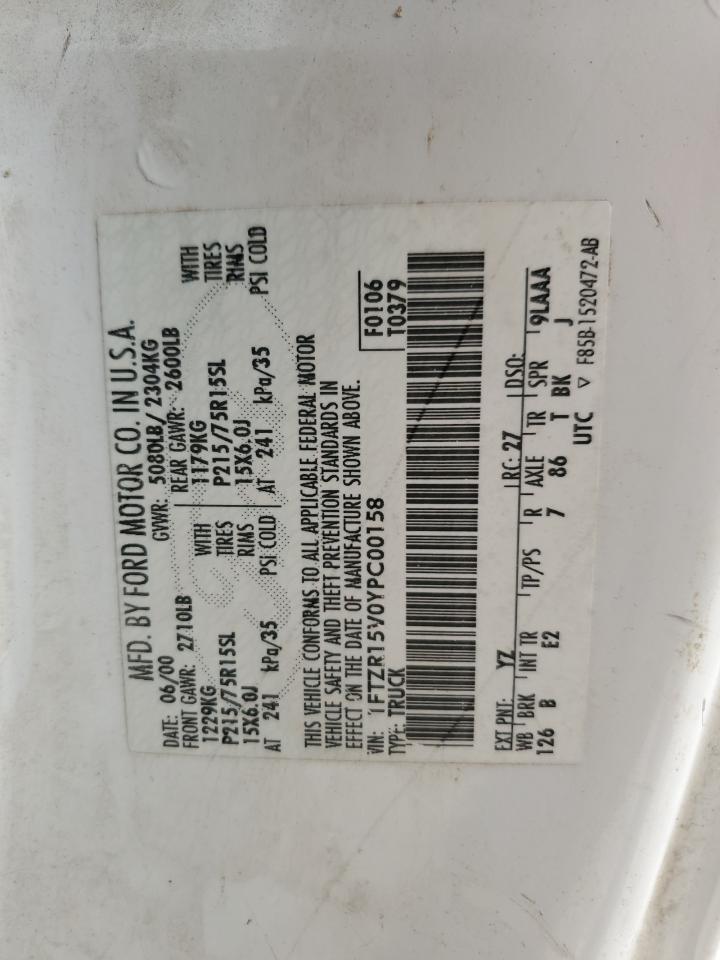 MFD. BY FORD MOTOR CO. IN U.S.A.
DATE: 06/00 GVWR: 5080LB/ 2304KG
FRONT GAWR: 2710LB REAR GAWR: 2600LB
1229KG WITH 1179KG WITH
P215/75R15SL TIRES P215/75R15SL TIRES
15X6.0J RIMS 15X6.0J RIMS
AT 241 kPa/35 PSI COLD AT 241 kPa/35 PSI COLD
THIS VEHICLE CONFORMS TO ALL APPLICABLE FEDERAL MOTOR
VEHICLE SAFETY AND THEFT PREVENTION STANDARDS IN
EFFECT ON THE DATE OF MANUFACTURE SHOWN ABOVE.
VIN: 1FTZR15V0YPC00158 F0106
TYPE: TRUCK T0379
EXT PNT: YZ RC: 27 DSO:
WB BRK INT TR TP/PS R AXLE TR SPR 9LAAA
126 B E2 7 86 T BK J
UTC ▽ F85B-1520472-AB